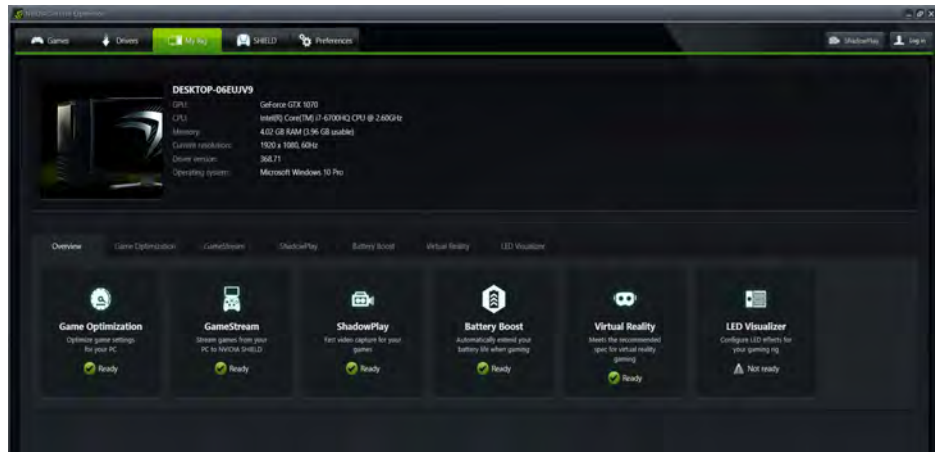 Games
Drivers
My Rig
SHIELD
Preferences
ShadowPlay
Log in
DESKTOP-06EUJV9
GPU: GeForce GTX 1070
CPU: Intel(R) Core(TM) i7-6700HQ CPU @ 2.60GHz
Memory: 4.02 GB RAM (3.96 GB usable)
Current resolution: 1920 x 1080, 60Hz
Driver version: 368.71
Operating system: Microsoft Windows 10 Pro
Overview
Game Optimization
GameStream
ShadowPlay
Battery Boost
Virtual Reality
LED Visualizer
Game Optimization
Optimize game settings
for your PC
Ready
GameStream
Stream games from your
PC to NVIDIA SHIELD
Ready
ShadowPlay
Fast video capture for your
games
Ready
Battery Boost
Automatically extend your
battery life when gaming
Ready
Virtual Reality
Meets the recommended
spec for virtual reality
gaming
Ready
LED Visualizer
Configure LED effects for
your gaming rig
Not ready